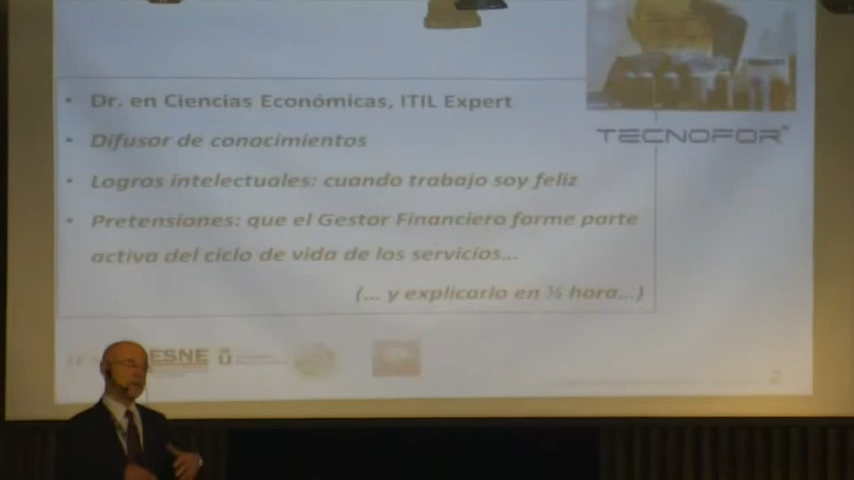 • Dr. en Ciencias Económicas, ITIL Expert
• Difusor de conocimientos
• Logros intelectuales: cuando trabajo soy feliz
• Pretensiones: que el Gestor Financiero forme parte
activa del ciclo de vida de los servicios...
(... y explicarlo en ½ hora...)
TECNOFOR
ESNE
2